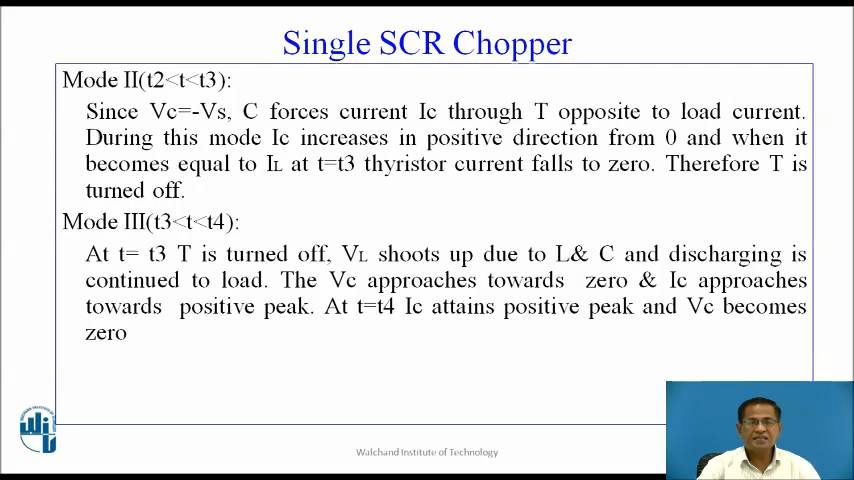 Single SCR Chopper
Mode II(t2<t<t3):
Since Vc=-Vs, C forces current Ic through T opposite to load current.
During this mode Ic increases in positive direction from 0 and when it
becomes equal to IL at t=t3 thyristor current falls to zero. Therefore T is
turned off.
Mode III(t3<t<t4):
At t= t3 T is turned off, VL shoots up due to L& C and discharging is
continued to load. The Vc approaches towards zero & Ic approaches
towards positive peak. At t=t4 Ic attains positive peak and Vc becomes
zero
Walchand Institute of Technology